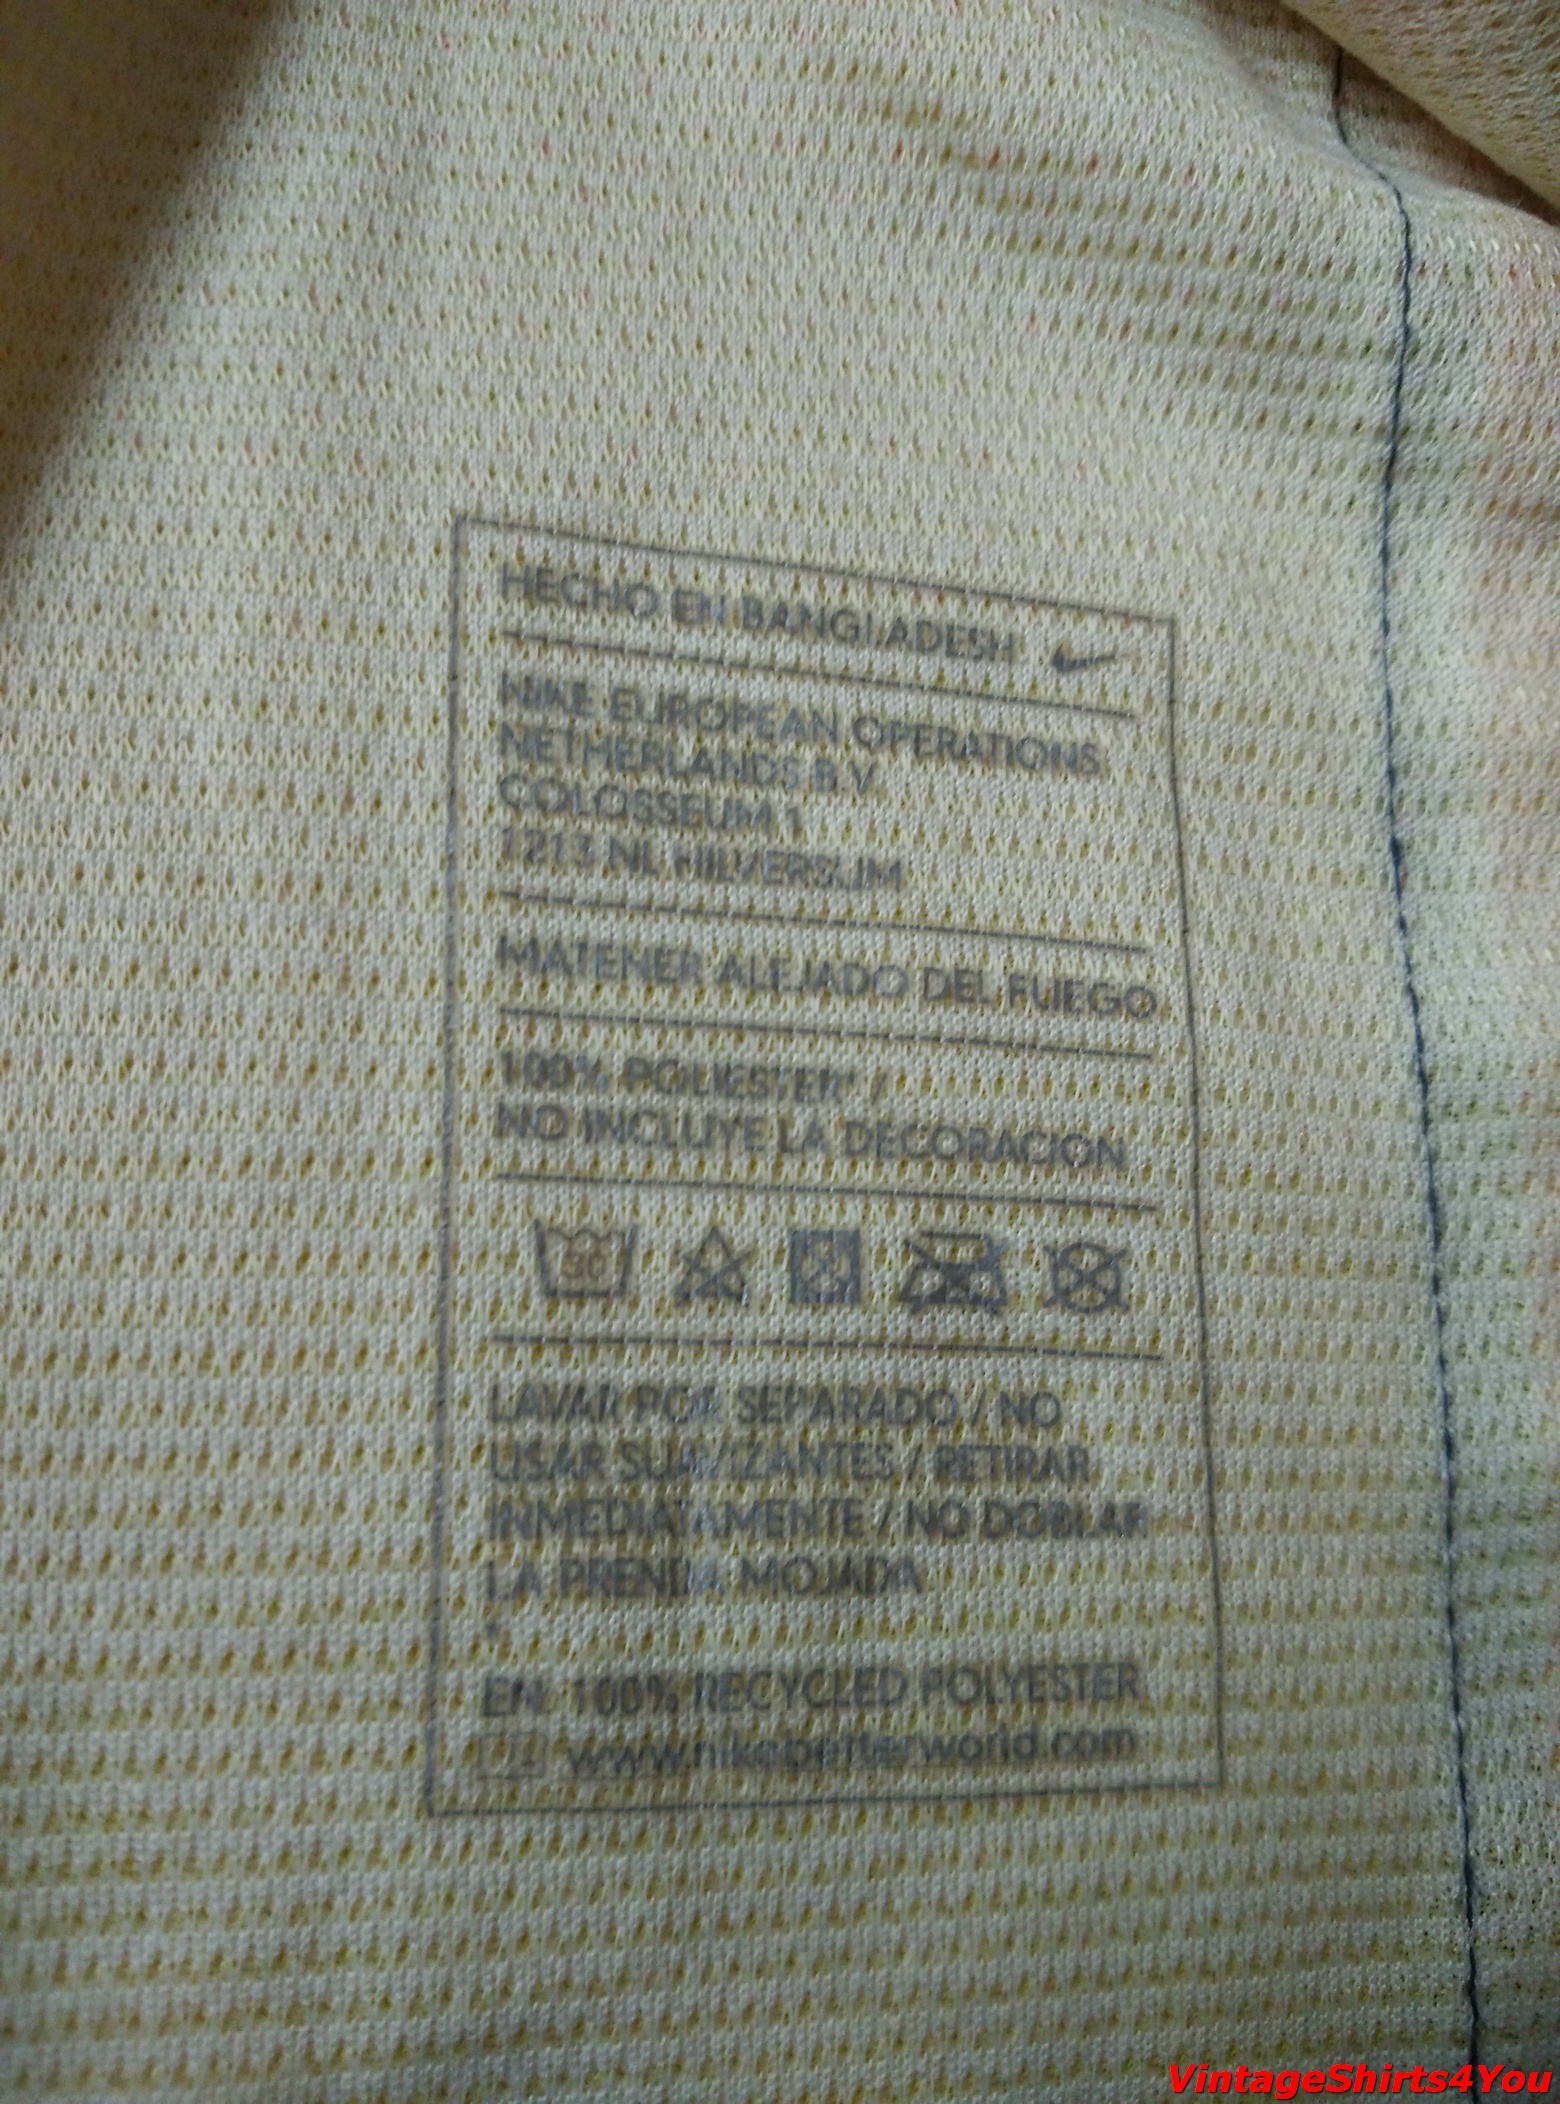 HECHO EN BANGLADESH
NIKE EUROPEAN OPERATIONS
NETHERLANDS B.V.
COLOSSEUM 1
1213 NL HILVERSUM
MATENER ALEJADO DEL FUEGO
100% POLIESTER* /
NO INCLUYE LA DECORACION
30
LAVAR POR SEPARADO / NO
USAR SUAVIZANTES / RETIRAR
INMEDIATAMENTE / NO DOBLAR
LA PRENDA MOJADA
*
EN: 100% RECYCLED POLYESTER
www.nikebetterworld.com
VintageShirts4You